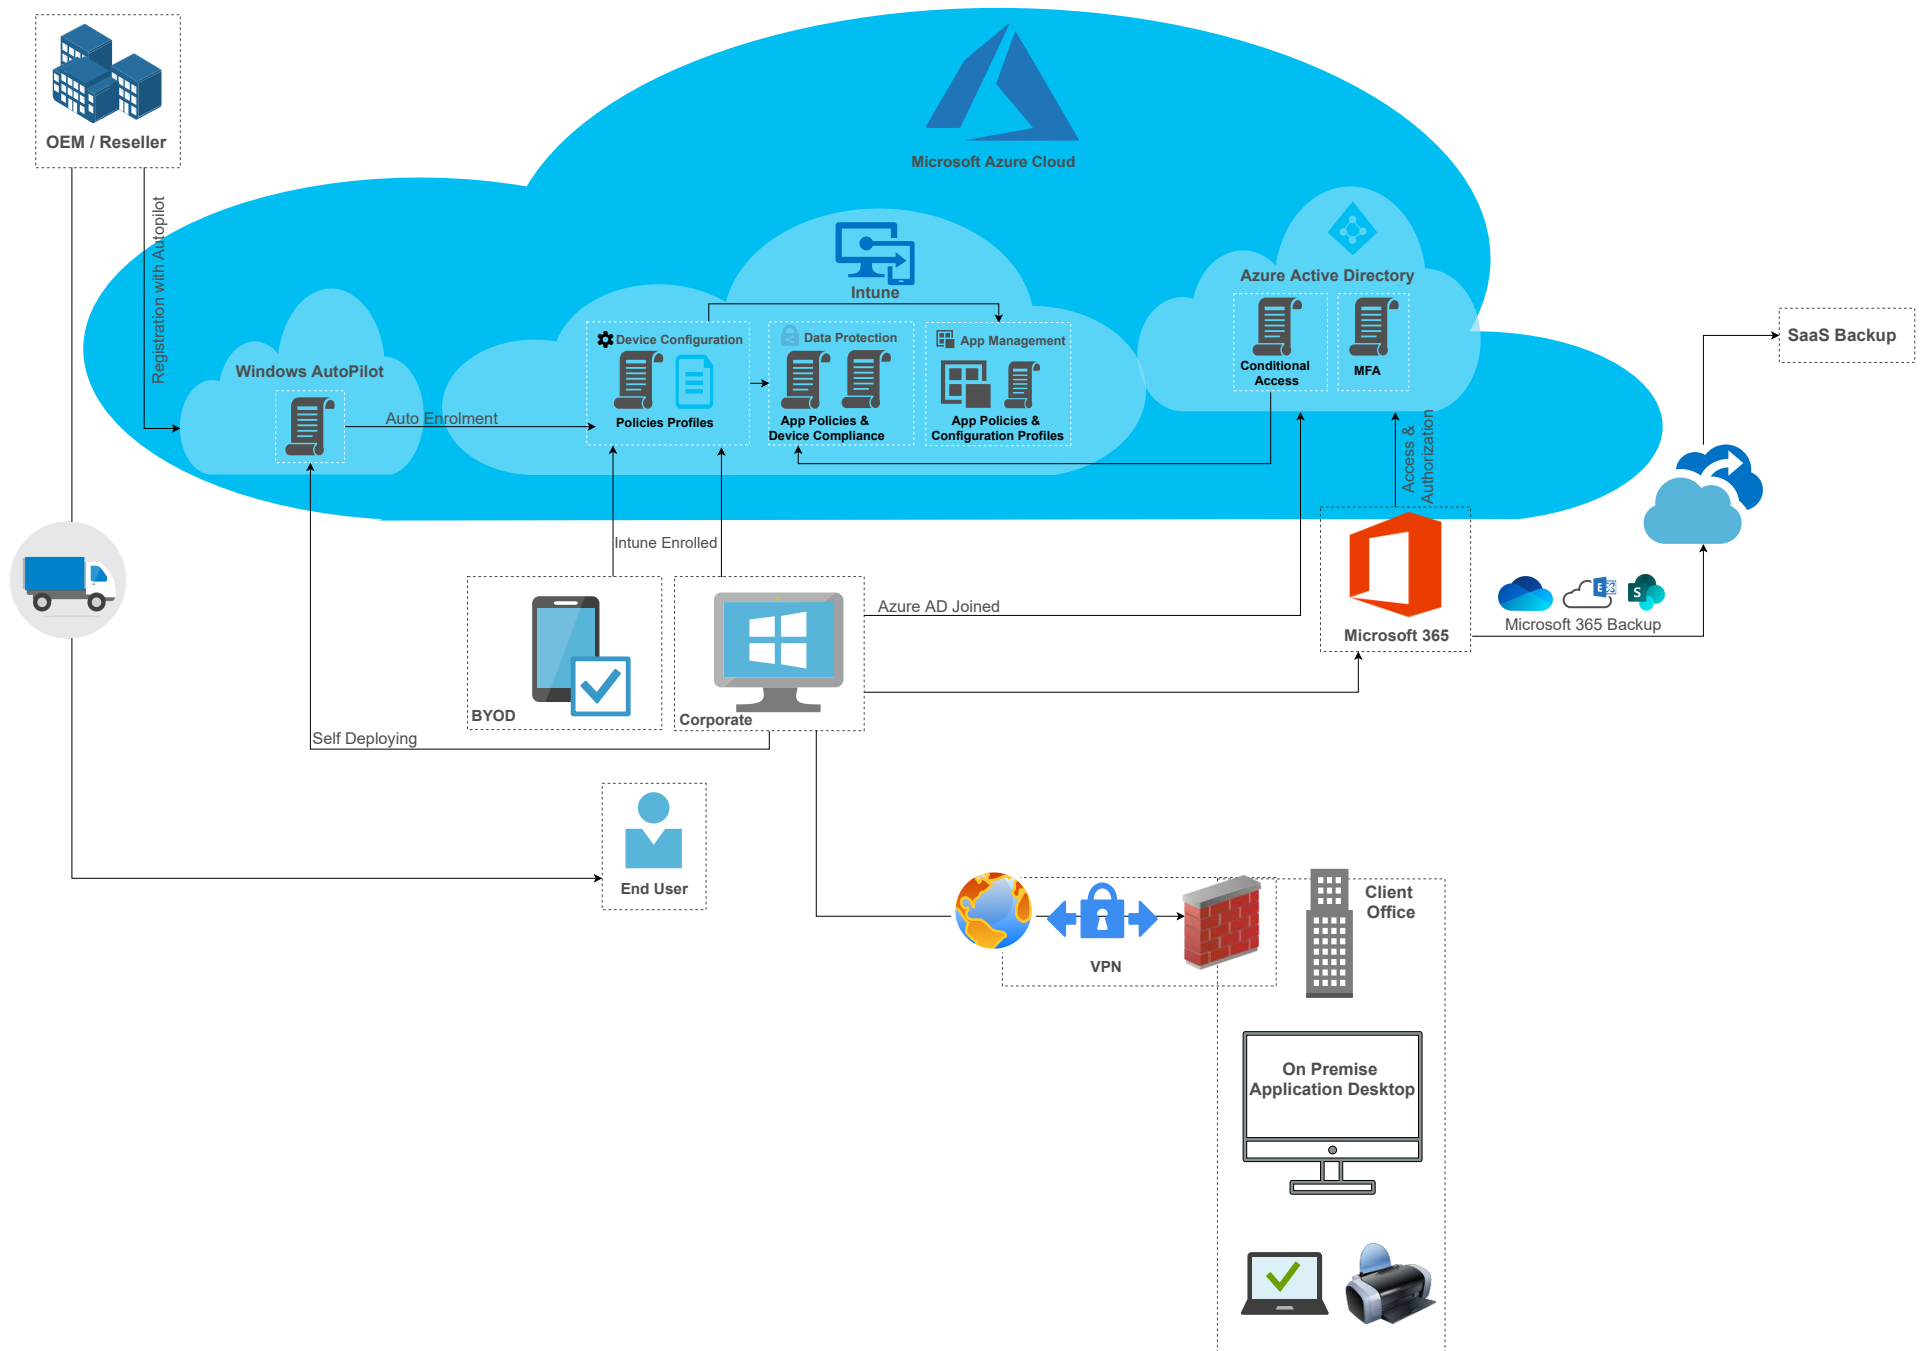 OEM / Reseller
Microsoft Azure Cloud
Registration with Autopilot
Intune
Azure Active Directory
Windows AutoPilot
Device Configuration
Policies Profiles
Data Protection
App Policies &
Device Compliance
App Management
App Policies &
Configuration Profiles
Conditional
Access
MFA
SaaS Backup
Auto Enrolment
Access &
Authorization
Intune Enrolled
BYOD
Corporate
Azure AD Joined
Microsoft 365
E
S
Microsoft 365 Backup
Self Deploying
End User
VPN
Client
Office
On Premise
Application Desktop